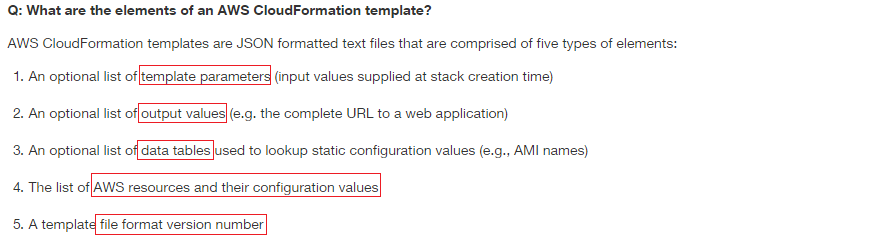 Q: What are the elements of an AWS CloudFormation template?
AWS CloudFormation templates are JSON formatted text files that are comprised of five types of elements:
1. An optional list of template parameters (input values supplied at stack creation time)
2. An optional list of output values (e.g. the complete URL to a web application)
3. An optional list of data tables used to lookup static configuration values (e.g., AMI names)
4. The list of AWS resources and their configuration values
5. A template file format version number